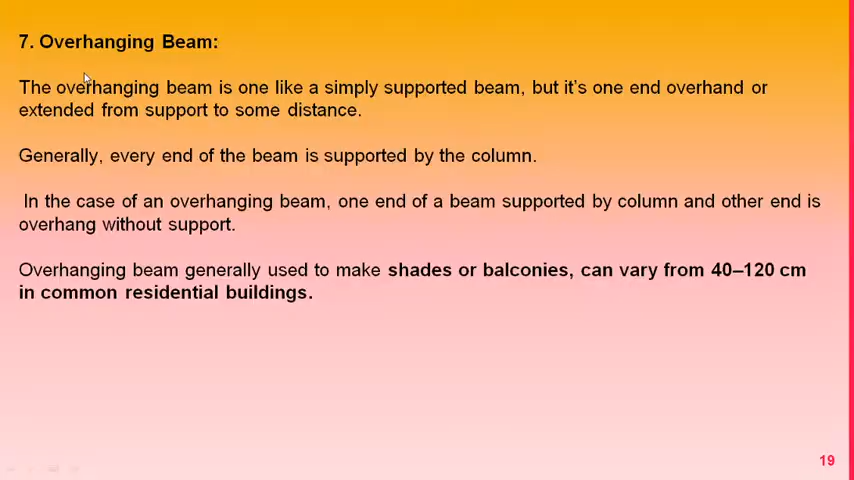 7. Overhanging Beam:
The overhanging beam is one like a simply supported beam, but it's one end overhand or
extended from support to some distance.
Generally, every end of the beam is supported by the column.
In the case of an overhanging beam, one end of a beam supported by column and other end is
overhang without support.
Overhanging beam generally used to make shades or balconies, can vary from 40–120 cm
in common residential buildings.
19